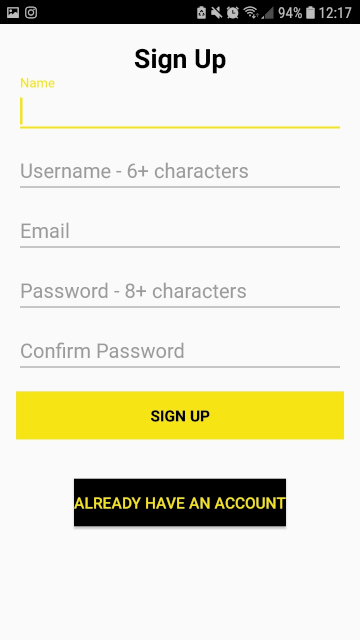 94% 12:17
Sign Up
Name
Username - 6+ characters
Email
Password - 8+ characters
Confirm Password
SIGN UP
ALREADY HAVE AN ACCOUNT